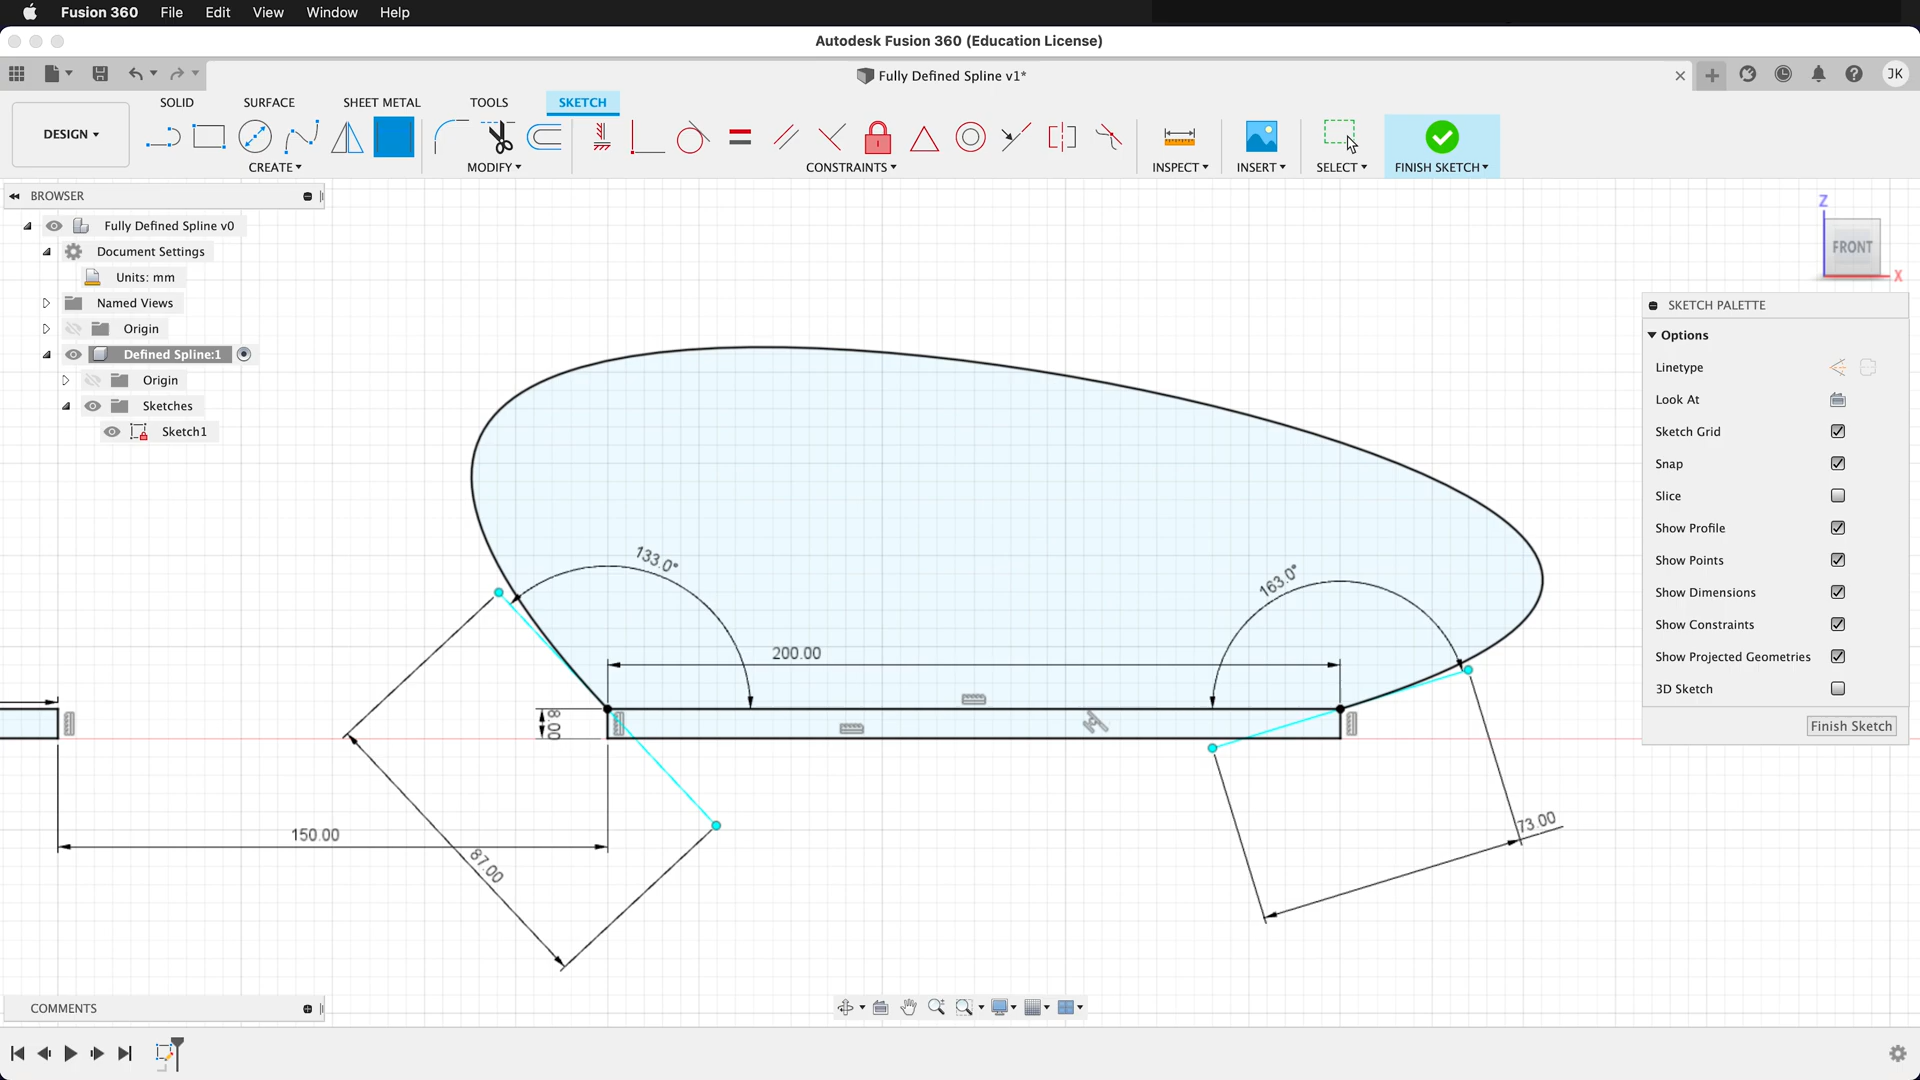 Fusion 360 File Edit View Window Help
Autodesk Fusion 360 (Education License)
Fully Defined Spline v1*
JK
SOLID SURFACE SHEET METAL TOOLS SKETCH
DESIGN
CREATE MODIFY CONSTRAINTS INSPECT INSERT SELECT FINISH SKETCH
BROWSER
Fully Defined Spline v0
Document Settings
Units: mm
Named Views
Origin
Defined Spline:1
Origin
Sketches
Sketch1
Z
FRONT
X
SKETCH PALETTE
Options
Linetype
Look At
Sketch Grid
Snap
Slice
Show Profile
Show Points
Show Dimensions
Show Constraints
Show Projected Geometries
3D Sketch
Finish Sketch
133.0°
163.0°
200.00
8.00
150.00
87.00
73.00
COMMENTS